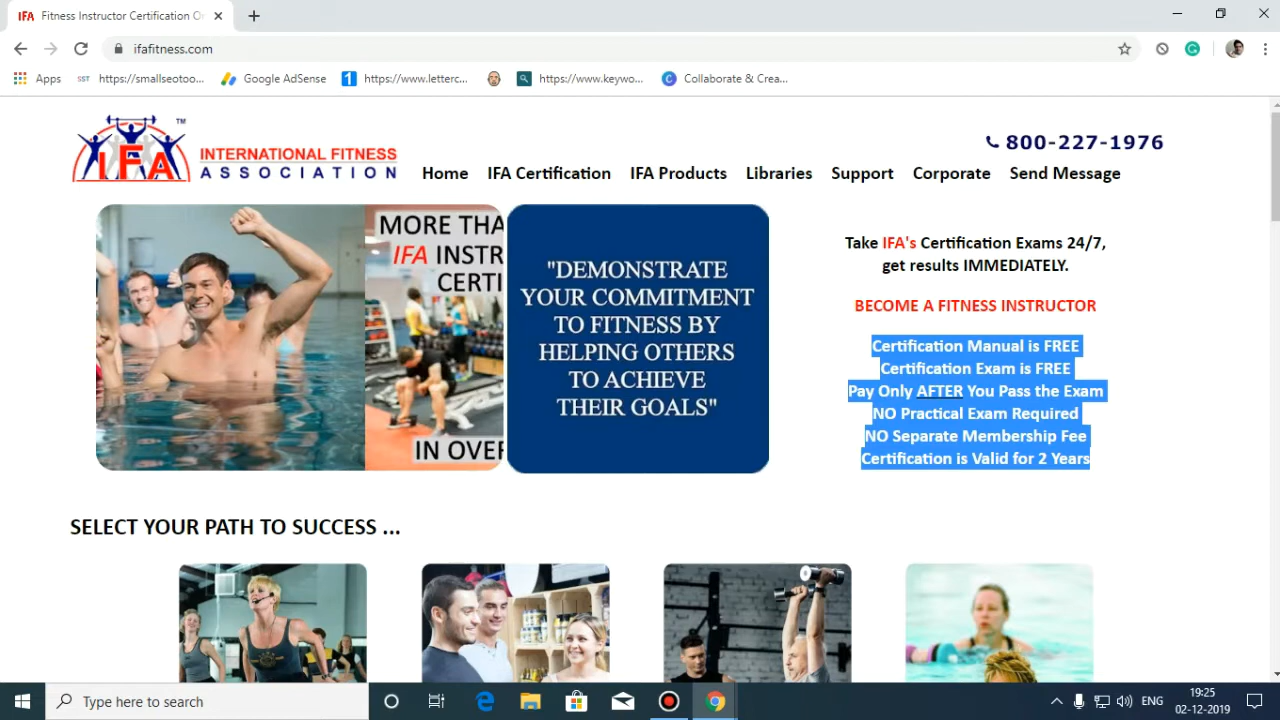 IFA Fitness Instructor Certification O
ifafitness.com
Apps
https://smallseotoo...
Google AdSense
https://www.letterc...
https://www.keywo...
Collaborate & Crea...
IFA
TM
INTERNATIONAL FITNESS
ASSOCIATION
800-227-1976
Home
IFA Certification
IFA Products
Libraries
Support
Corporate
Send Message
MORE THA
IFA INSTR
CERTI
IN OVER
"DEMONSTRATE
YOUR COMMITMENT
TO FITNESS BY
HELPING OTHERS
TO ACHIEVE
THEIR GOALS"
Take IFA's Certification Exams 24/7,
get results IMMEDIATELY.
BECOME A FITNESS INSTRUCTOR
Certification Manual is FREE
Certification Exam is FREE
Pay Only AFTER You Pass the Exam
NO Practical Exam Required
NO Separate Membership Fee
Certification is Valid for 2 Years
SELECT YOUR PATH TO SUCCESS ...
Type here to search
ENG
19:25
02-12-2019